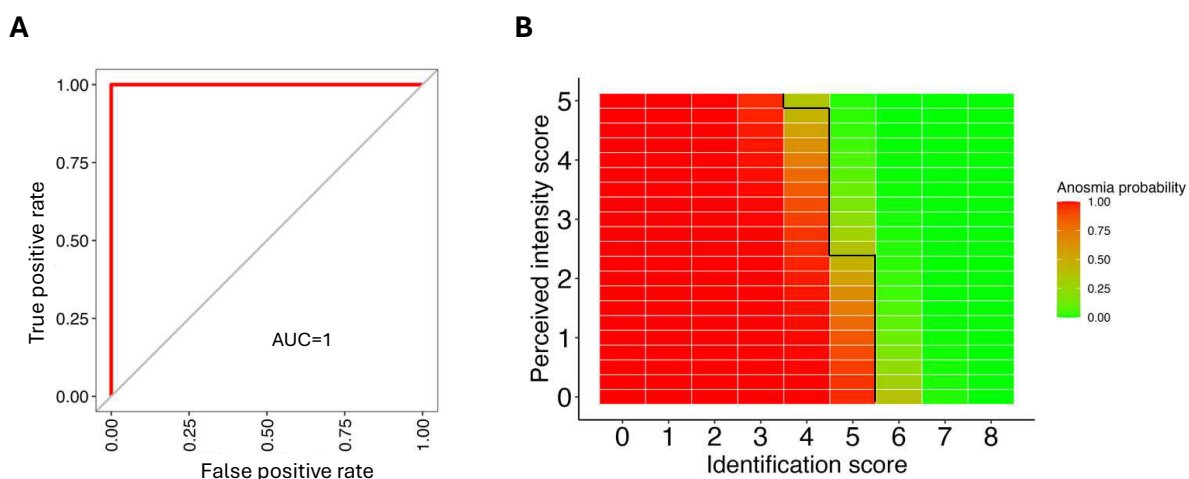 A
True positive rate
1.00
0.75
0.50
0.25
0.00
AUC=1
0.00
0.25
0.50
0.75
1.00
False positive rate
B
Perceived intensity score
5
4
3
2
1
0
0 1 2 3 4 5 6 7 8
Identification score
Anosmia probability
1.00
0.75
0.50
0.25
0.00